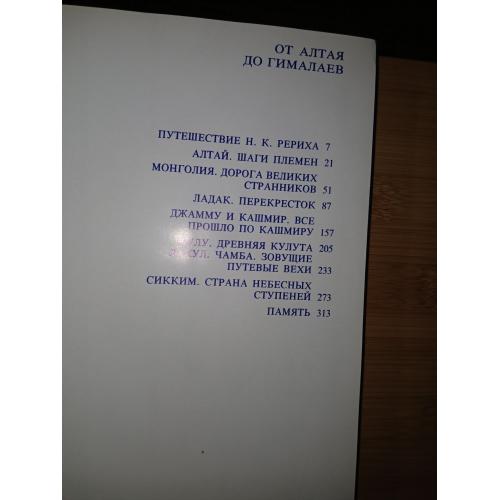 ОТ АЛТАЯ
ДО ГИМАЛАЕВ
ПУТЕШЕСТВИЕ Н. К. РЕРИХА 7
АЛТАЙ. ШАГИ ПЛЕМЕН 21
МОНГОЛИЯ. ДОРОГА ВЕЛИКИХ
СТРАННИКОВ 51
ЛАДАК. ПЕРЕКРЕСТОК 87
ДЖАММУ И КАШМИР. ВСЕ
ПРОШЛО ПО КАШМИРУ 157
ДРЕВНЯЯ КУЛУТА 205
ЧАМБА. ЗОВУЩИЕ
ПУТЕВЫЕ ВЕХИ 233
СИККИМ. СТРАНА НЕБЕСНЫХ
СТУПЕНЕЙ 273
ПАМЯТЬ 313